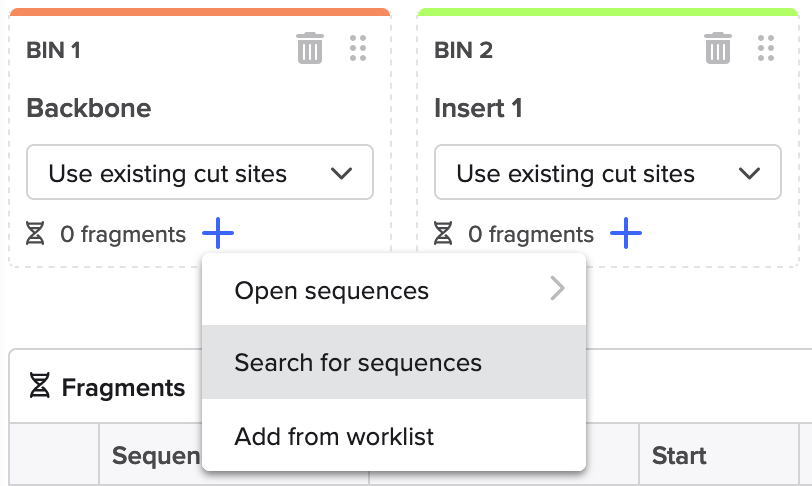 BIN 1
Backbone
Use existing cut sites
0 fragments
BIN 2
Insert 1
Use existing cut sites
0 fragments
Open sequences
Search for sequences
Add from worklist
Fragments
Sequen
Start